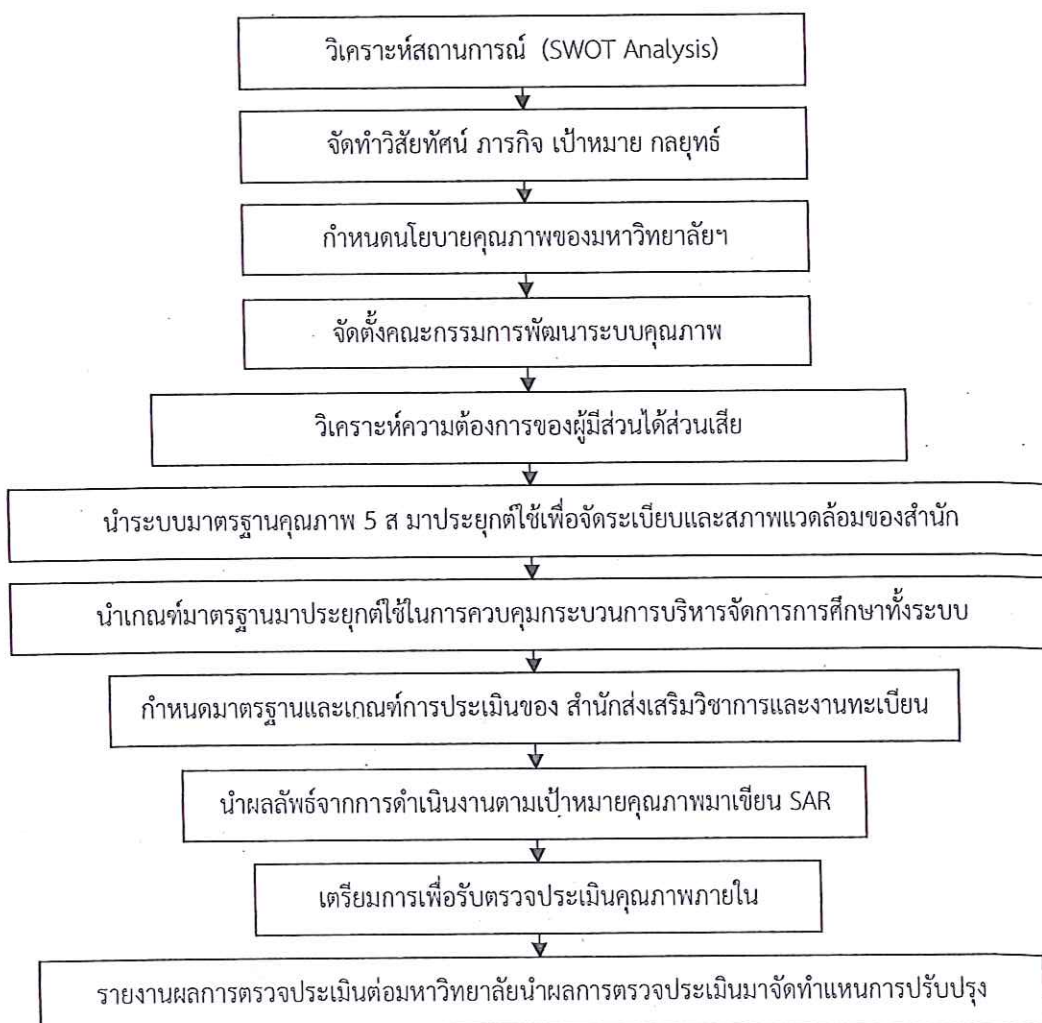 วิเคราะห์สถานการณ์ (SWOT Analysis)
จัดทำวิสัยทัศน์ ภารกิจ เป้าหมาย กลยุทธ์
กำหนดนโยบายคุณภาพของมหาวิทยาลัยฯ
จัดตั้งคณะกรรมการพัฒนาระบบคุณภาพ
วิเคราะห์ความต้องการของผู้มีส่วนได้ส่วนเสีย
นำระบบมาตรฐานคุณภาพ 5 ส มาประยุกต์ใช้เพื่อจัดระเบียบและสภาพแวดล้อมของสำนัก
นำเกณฑ์มาตรฐานมาประยุกต์ใช้ในการควบคุมกระบวนการบริหารจัดการการศึกษาทั้งระบบ
กำหนดมาตรฐานและเกณฑ์การประเมินของ สำนักส่งเสริมวิชาการและงานทะเบียน
นำผลลัพธ์จากการดำเนินงานตามเป้าหมายคุณภาพมาเขียน SAR
เตรียมการเพื่อรับตรวจประเมินคุณภาพภายใน
รายงานผลการตรวจประเมินต่อมหาวิทยาลัยนำผลการตรวจประเมินมาจัดทำแหนการปรับปรุง